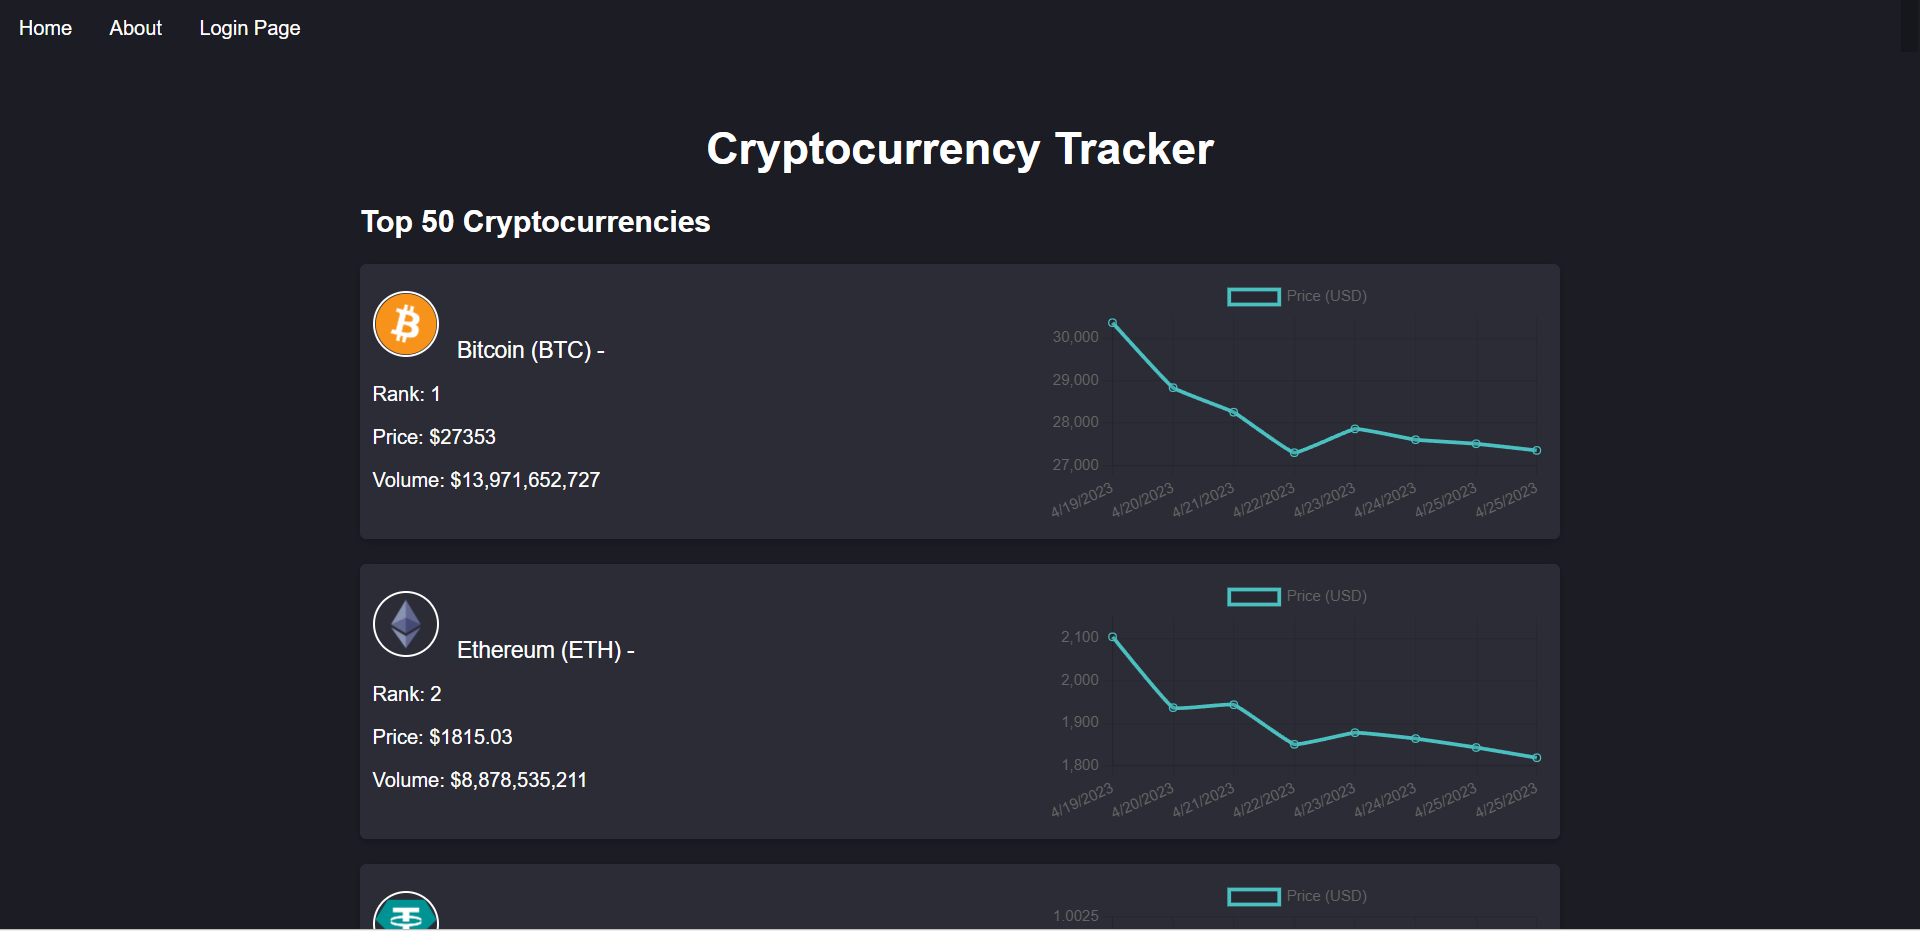 Home About Login Page
Cryptocurrency Tracker
Top 50 Cryptocurrencies
Bitcoin (BTC) -
Rank: 1
Price: $27353
Volume: $13,971,652,727
Price (USD)
30,000
29,000
28,000
27,000
4/19/2023 4/20/2023 4/21/2023 4/22/2023 4/23/2023 4/24/2023 4/25/2023 4/25/2023
Ethereum (ETH) -
Rank: 2
Price: $1815.03
Volume: $8,878,535,211
Price (USD)
2,100
2,000
1,900
1,800
4/19/2023 4/20/2023 4/21/2023 4/22/2023 4/23/2023 4/24/2023 4/25/2023 4/25/2023
Price (USD)
1.0025